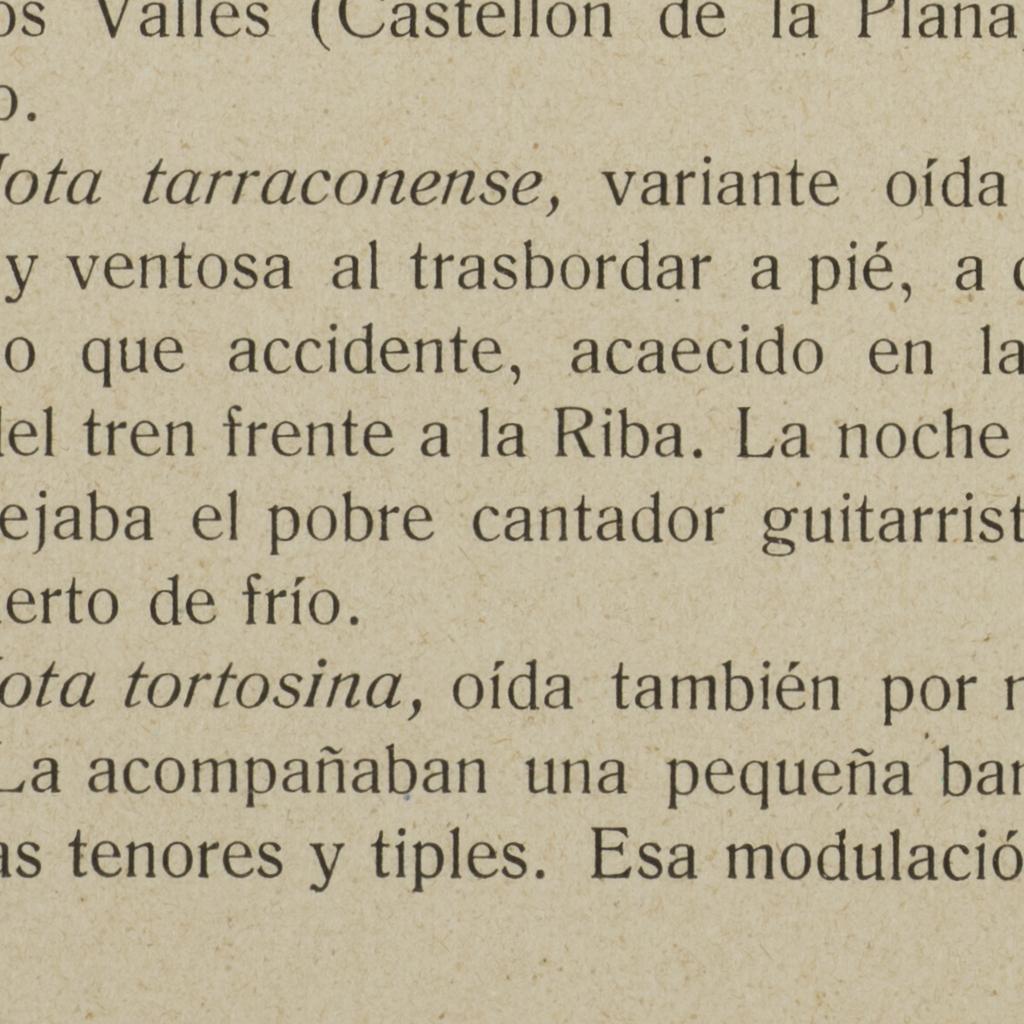 os Valles (Castellón de la Plana,
o.
Jota tarraconense, variante oída
y ventosa al trasbordar a pié, a
o que accidente, acaecido en la
del tren frente a la Riba. La noche
ejaba el pobre cantador guitarrist
erto de frío.
Jota tortosina, oída también por
La acompañaban una pequeña
as tenores y tiples. Esa modulació